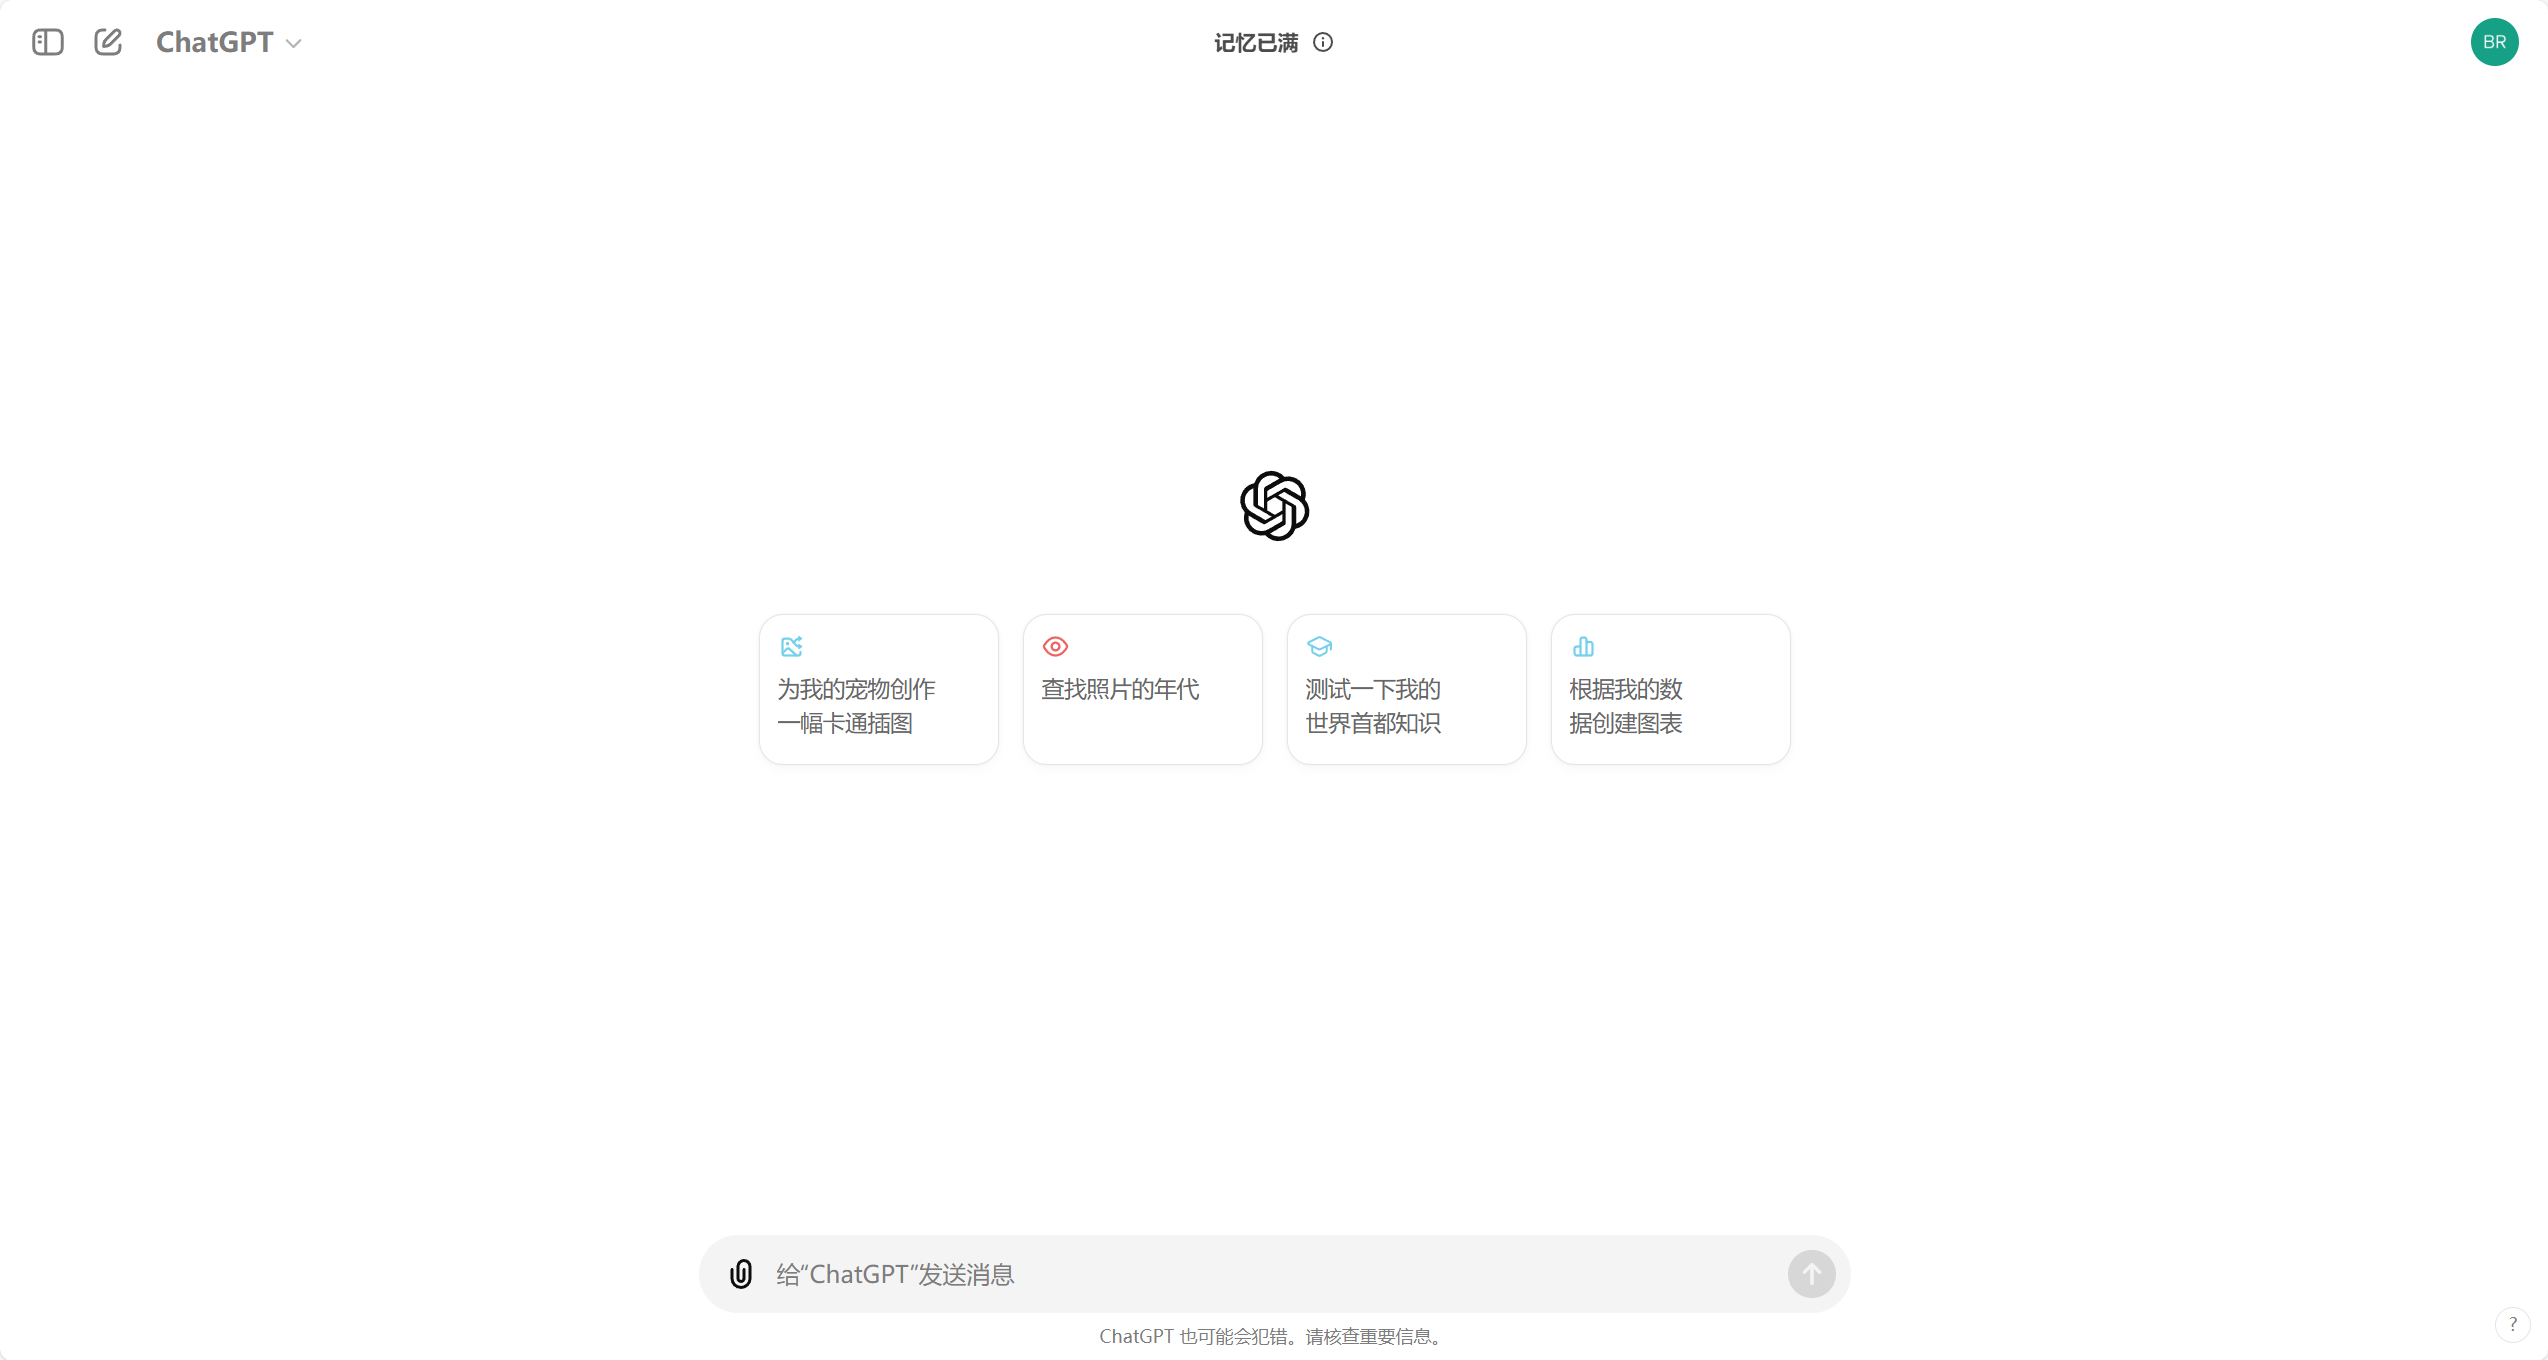 ChatGPT
记忆已满
BR
为我的宠物创作
一幅卡通插图
查找照片的年代
测试一下我的
世界首都知识
根据我的数
据创建图表
给“ChatGPT”发送消息
ChatGPT 也可能会犯错。请核查重要信息。
?